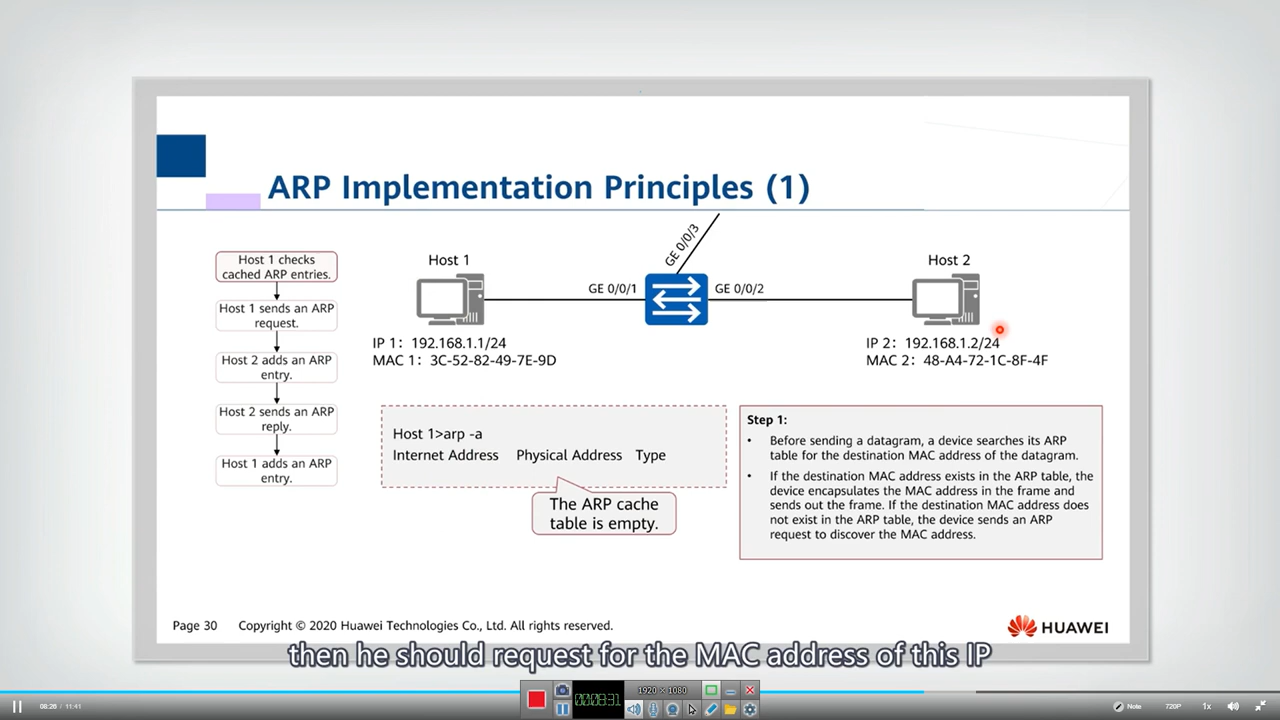 ARP Implementation Principles (1)
Host 1 checks
cached ARP entries.
Host 1 sends an ARP
request.
Host 2 adds an ARP
entry.
Host 2 sends an ARP
reply.
Host 1 adds an ARP
entry.
Host 1
GE 0/0/1
GE 0/0/3
GE 0/0/2
Host 2
IP 1: 192.168.1.1/24
MAC 1: 3C-52-82-49-7E-9D
IP 2: 192.168.1.2/24
MAC 2: 48-A4-72-1C-8F-4F
Host 1>arp -a
Internet Address Physical Address Type
The ARP cache
table is empty.
Step 1:
• Before sending a datagram, a device searches its ARP
table for the destination MAC address of the datagram.
• If the destination MAC address exists in the ARP table, the
device encapsulates the MAC address in the frame and
sends out the frame. If the destination MAC address does
not exist in the ARP table, the device sends an ARP
request to discover the MAC address.
Page 30 Copyright © 2020 Huawei Technologies Co., Ltd. All rights reserved.
HUAWEI
then he should request for the MAC address of this IP
1920 × 1080
000:08:31
08:26 / 11:41
Note 720P 1x